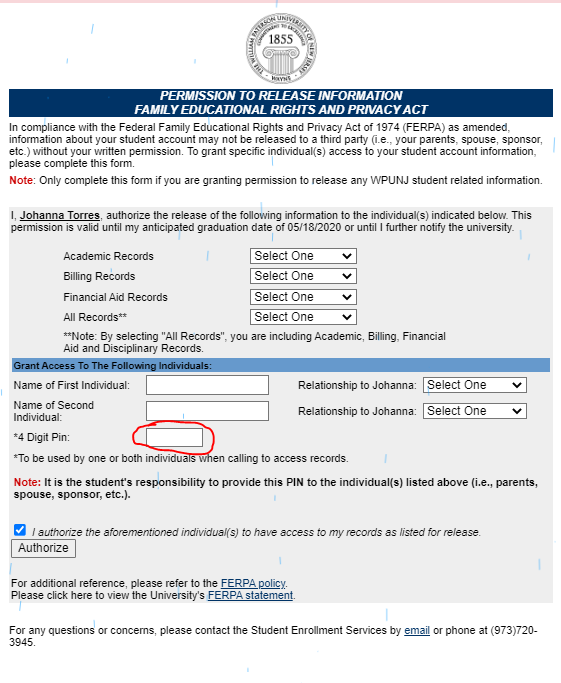 THE WILLIAM PATERSON UNIVERSITY OF NEW JERSEY
1855
WAYNE
PERMISSION TO RELEASE INFORMATION
FAMILY EDUCATIONAL RIGHTS AND PRIVACY ACT
In compliance with the Federal Family Educational Rights and Privacy Act of 1974 (FERPA) as amended,
information about your student account may not be released to a third party (i.e., your parents, spouse, sponsor,
etc.) without your written permission. To grant specific individual(s) access to your student account information,
please complete this form.
Note: Only complete this form if you are granting permission to release any WPUNJ student related information.
I, Johanna Torres, authorize the release of the following information to the individual(s) indicated below. This
permission is valid until my anticipated graduation date of 05/18/2020 or until I further notify the university.
Academic Records Select One
Billing Records Select One
Financial Aid Records Select One
All Records** Select One
**Note: By selecting "All Records", you are including Academic, Billing, Financial
Aid and Disciplinary Records.
Grant Access To The Following Individuals:
Name of First Individual: Relationship to Johanna: Select One
Name of Second
Individual: Relationship to Johanna: Select One
*4 Digit Pin:
*To be used by one or both individuals when calling to access records.
Note: It is the student's responsibility to provide this PIN to the individual(s) listed above (i.e., parents,
spouse, sponsor, etc.).
I authorize the aforementioned individual(s) to have access to my records as listed for release.
Authorize
For additional reference, please refer to the FERPA policy.
Please click here to view the University's FERPA statement.
For any questions or concerns, please contact the Student Enrollment Services by email or phone at (973)720-
3945.